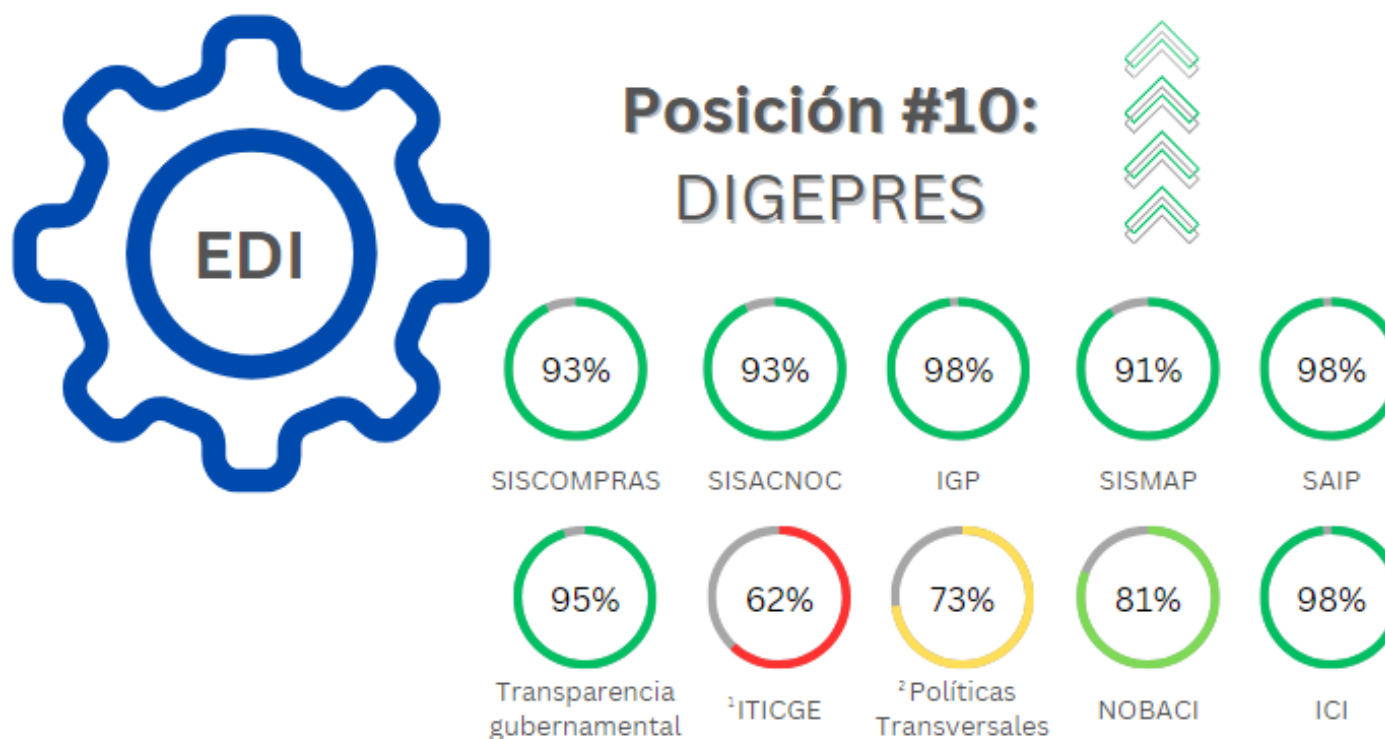 EDI
Posición #10:
DIGEPRES
93%
93%
98%
91%
98%
SISCOMPRAS
SISACNOC
IGP
SISMAP
SAIP
95%
62%
73%
81%
98%
Transparencia
gubernamental
¹ITICGE
²Políticas
Transversales
NOBACI
ICI